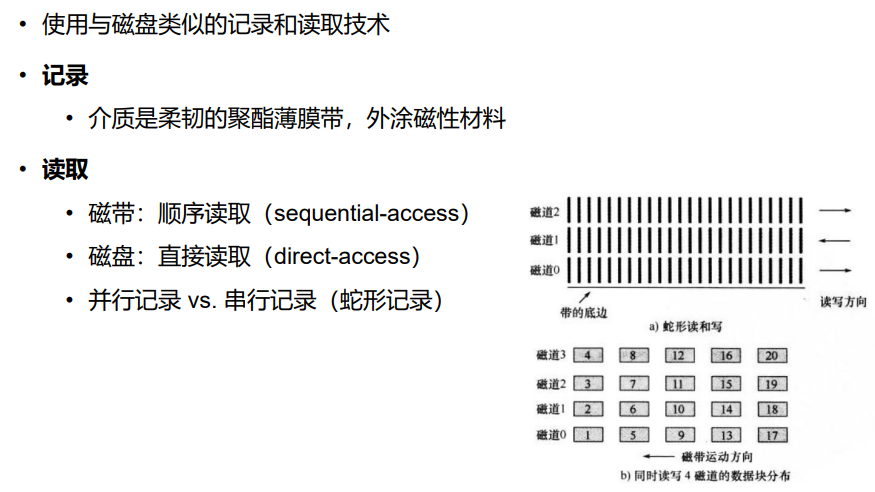 使用与磁盘类似的记录和读取技术
记录
介质是柔韧的聚酯薄膜带，外涂磁性材料
读取
磁带：顺序读取（sequential-access）
磁盘：直接读取（direct-access）
并行记录 vs. 串行记录（蛇形记录）
磁道2
磁道1
磁道0
带的底边
读写方向
a) 蛇形读和写
磁道3 4 8 12 16 20
磁道2 3 7 11 15 19
磁道1 2 6 10 14 18
磁道0 1 5 9 13 17
磁带运动方向
b) 同时读写 4 磁道的数据块分布